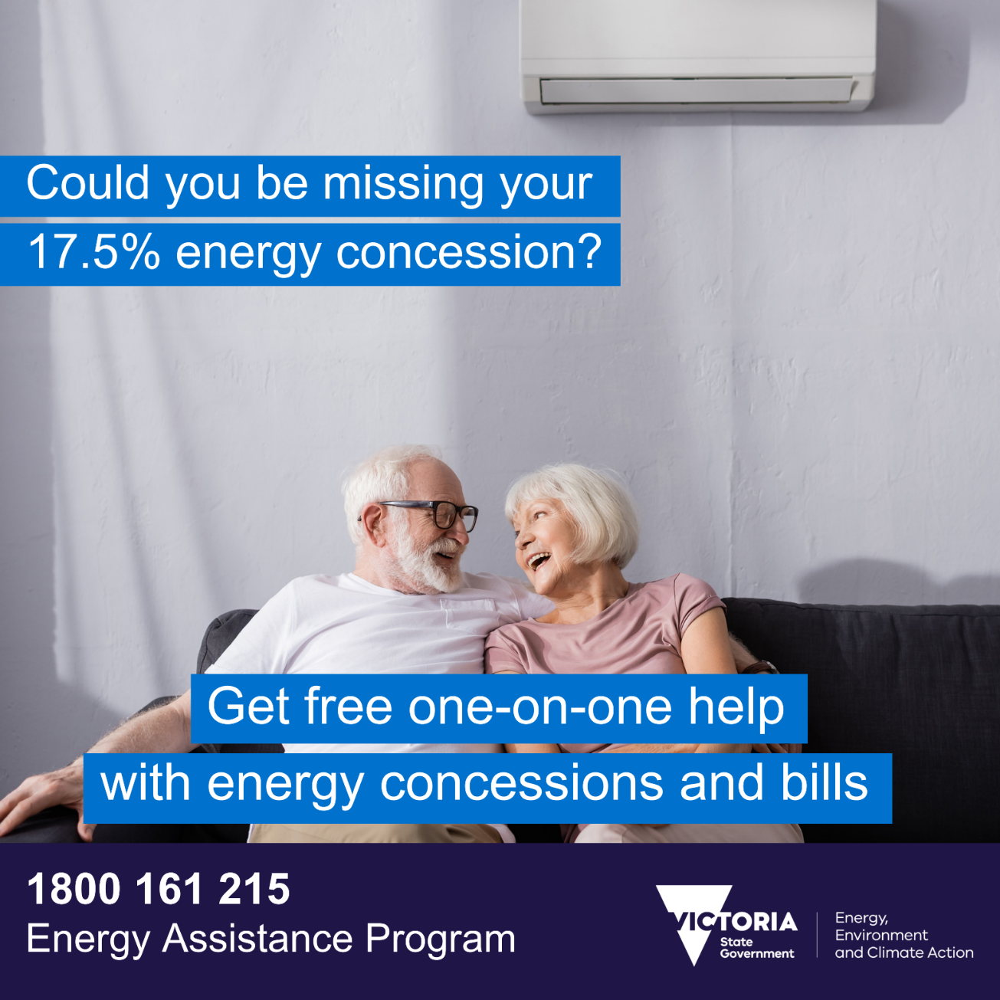 Could you be missing your
17.5% energy concession?
Get free one-on-one help
with energy concessions and bills
1800 161 215
Energy Assistance Program
VICTORIA
State
Government
Energy,
Environment
and Climate Action